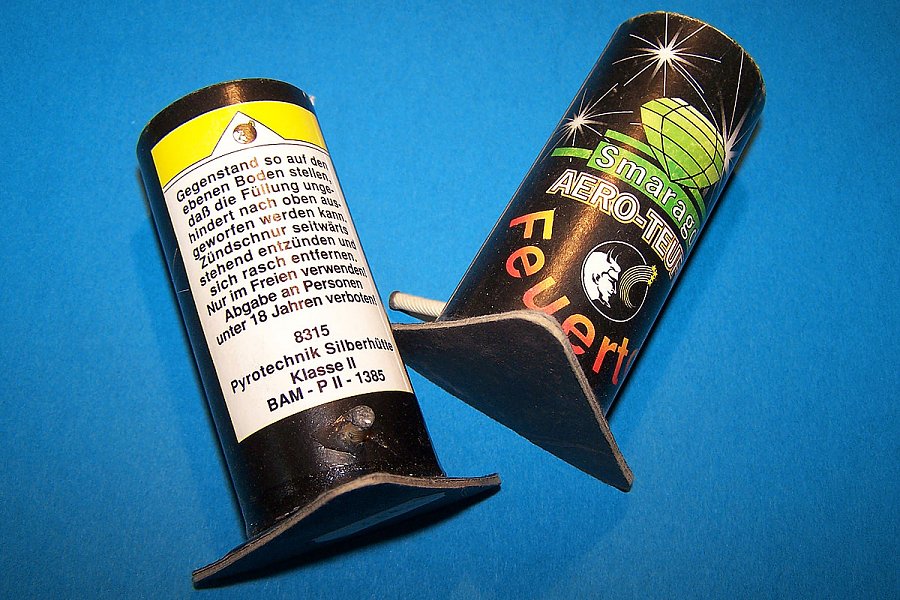 Gegenstand so auf den
ebenen Boden stellen,
daß die Füllung unge-
hindert nach oben aus-
geworfen werden kann.
Zündschnur seitwärts
stehend entzünden und
sich rasch entfernen.
Nur im Freien verwenden!
Abgabe an Personen
unter 18 Jahren verboten!
8315
Pyrotechnik Silberhütte
Klasse II
BAM - P II - 1385
Smaragd
AERO-TEU
Feuert